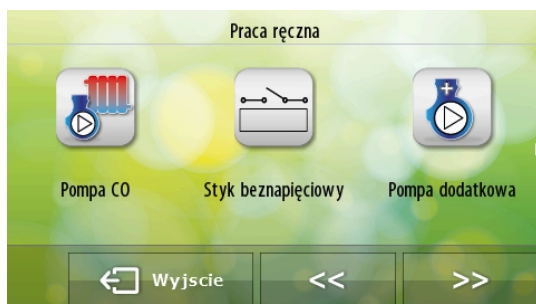 Praca ręczna
Pompa CO
Styk beznapięciowy
Pompa dodatkowa
Wyjscie
<<
>>